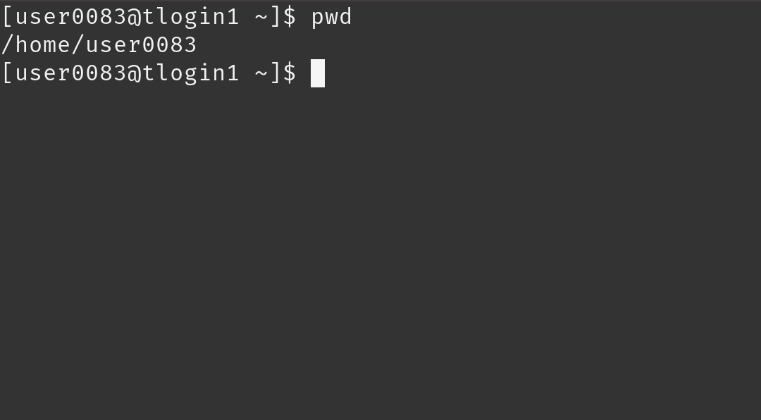 [user0083@tlogin1 ~]$ pwd
/home/user0083
[user0083@tlogin1 ~]$